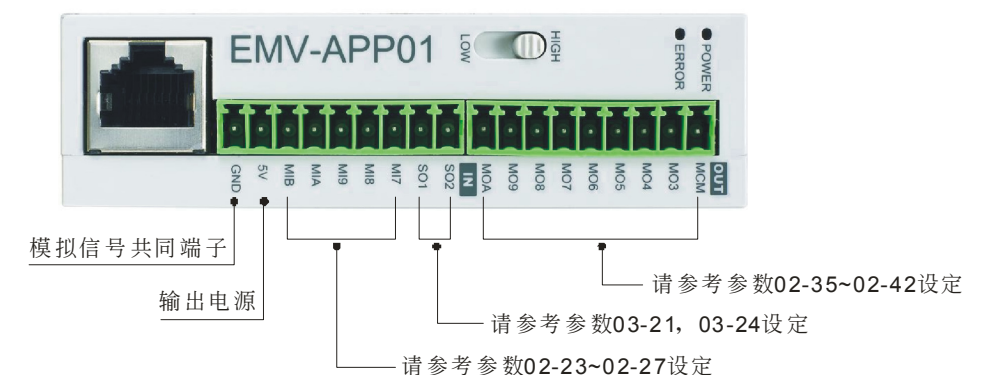 EMV-APP01
LOW
HIGH
ERROR
POWER
GND
5V
MIB
MIA
MI9
MI8
MI7
SO1
SO2
IN
MOA
MO9
MO8
MO7
MO6
MO5
MO4
MO3
MCM
OUT
模拟信号共同端子
输出电源
请参考参数02-35~02-42设定
请参考参数03-21，03-24设定
请参考参数02-23~02-27设定